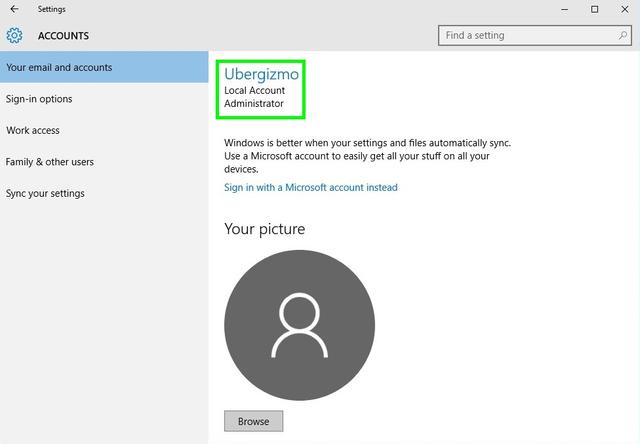 Settings
ACCOUNTS
Find a setting
Your email and accounts
Sign-in options
Work access
Family & other users
Sync your settings
Ubergizmo
Local Account
Administrator
Windows is better when your settings and files automatically sync.
Use a Microsoft account to easily get all your stuff on all your
devices.
Sign in with a Microsoft account instead
Your picture
Browse